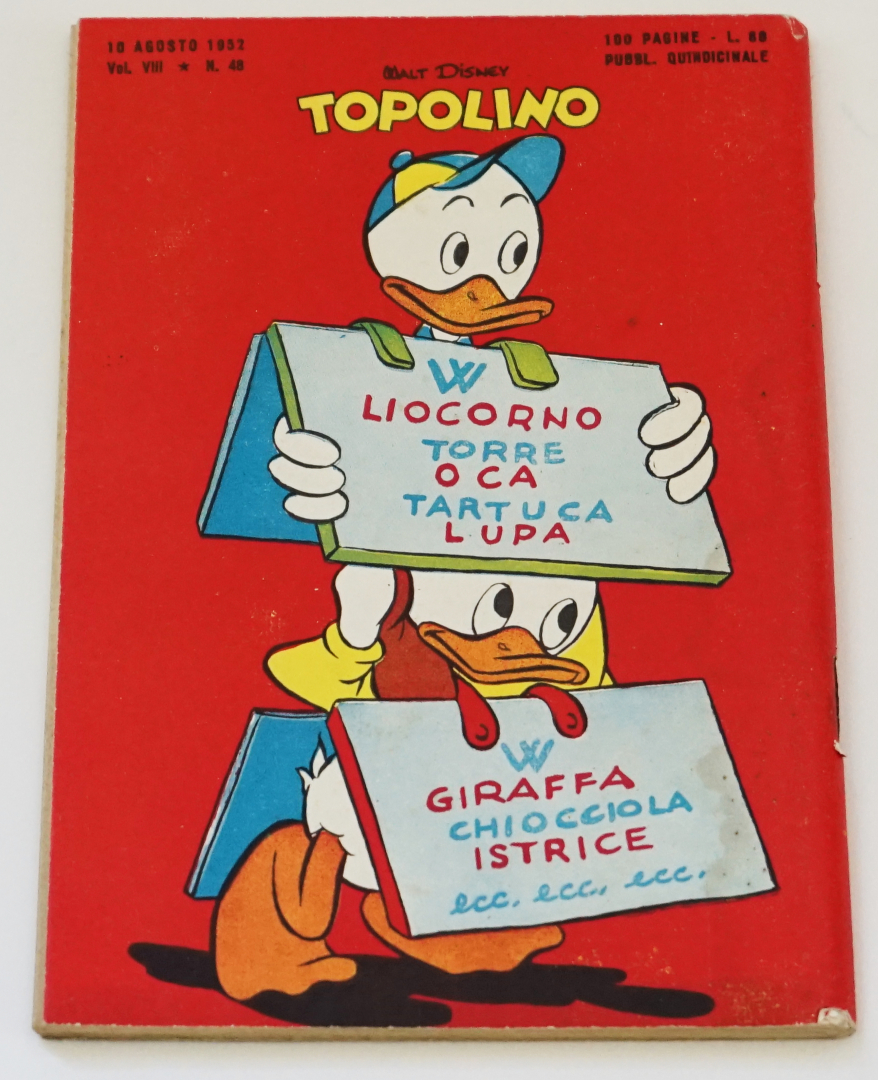 10 AGOSTO 1952
Vol. VIII ★ N. 48
100 PAGINE - L. 60
PUBBL. QUINDICINALE
WALT DISNEY
TOPOLINO
W
LIOCORNO
TORRE
OCA
TARTUCA
LUPA
W
GIRAFFA
CHIOCCIOLA
ISTRICE
ecc. ecc. ecc.